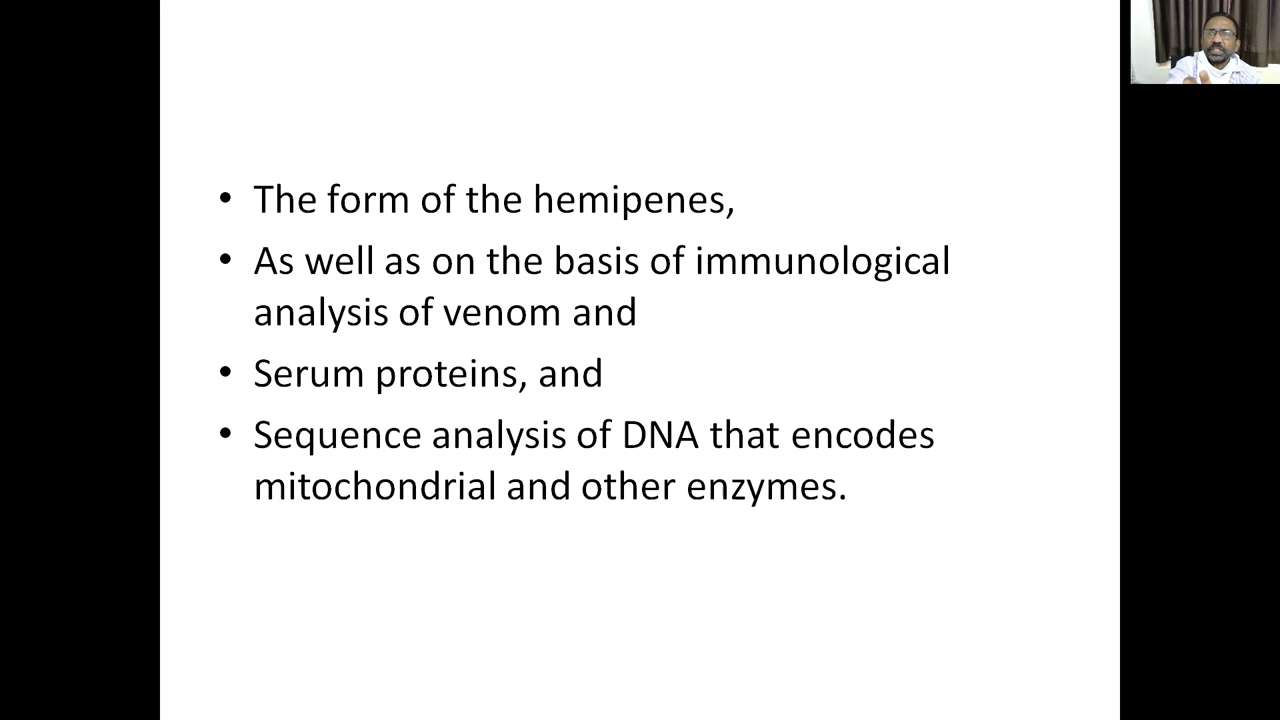 • The form of the hemipenes,
• As well as on the basis of immunological
analysis of venom and
• Serum proteins, and
• Sequence analysis of DNA that encodes
mitochondrial and other enzymes.